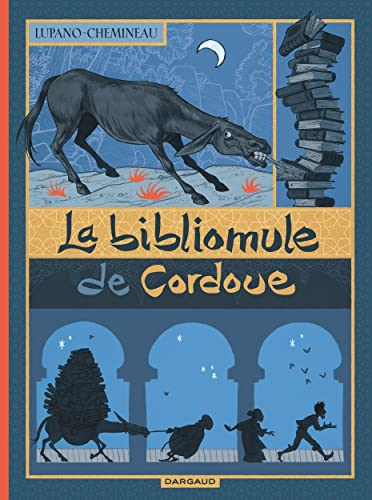 LUPANO-CHEMINEAU
La bibliomule
de Cordoue
DARGAUD